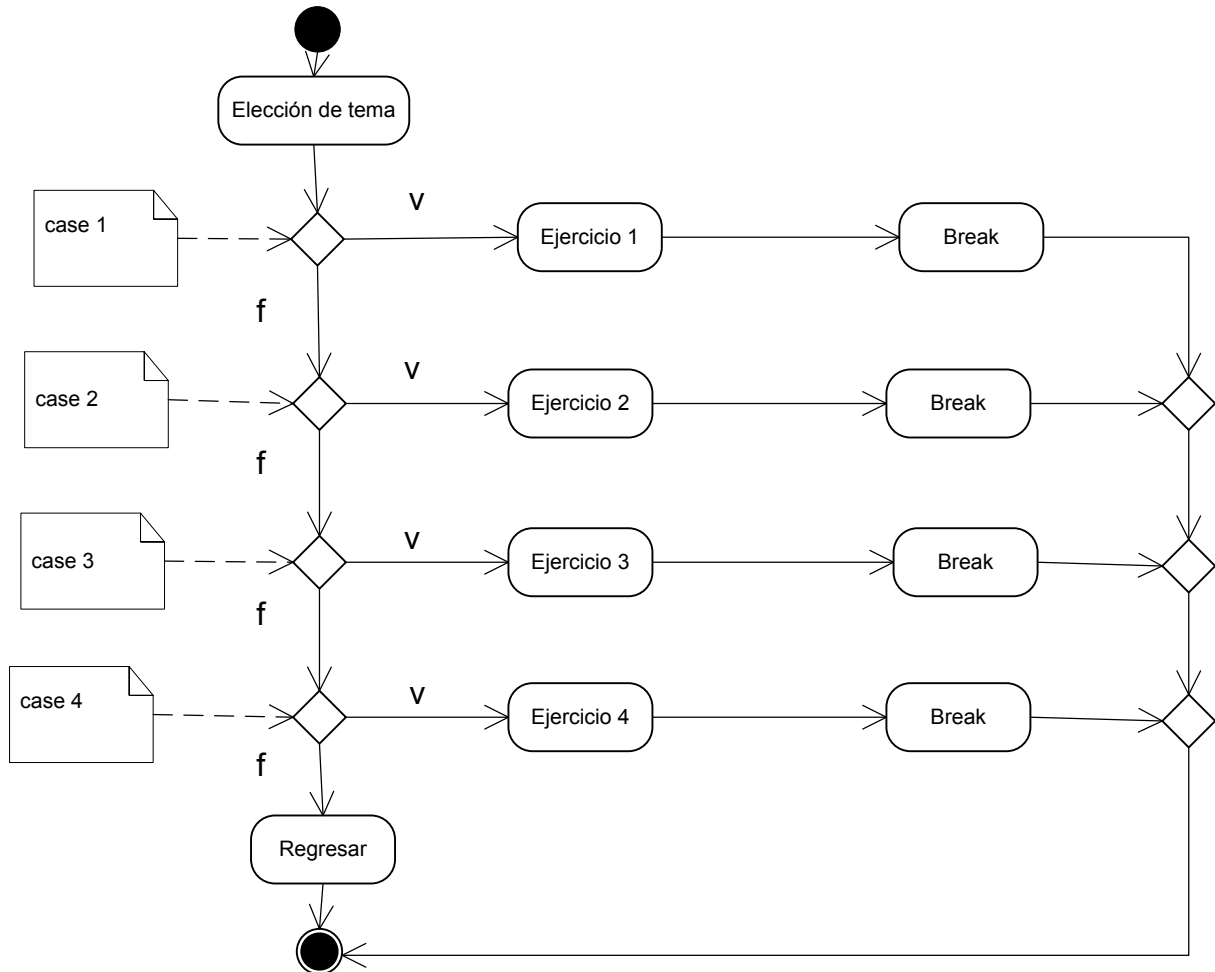 Elección de tema
case 1
v
Ejercicio 1
Break
f
case 2
v
Ejercicio 2
Break
f
case 3
v
Ejercicio 3
Break
f
case 4
v
Ejercicio 4
Break
f
Regresar